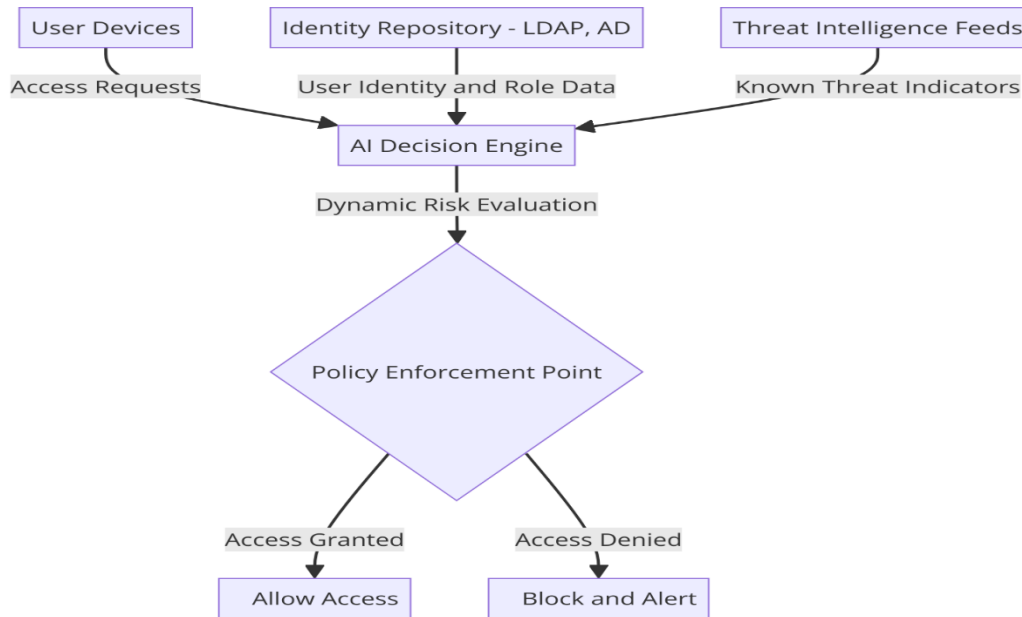 User Devices
Identity Repository - LDAP, AD
Threat Intelligence Feeds
Access Requests
User Identity and Role Data
Known Threat Indicators
AI Decision Engine
Dynamic Risk Evaluation
Policy Enforcement Point
Access Granted
Access Denied
Allow Access
Block and Alert